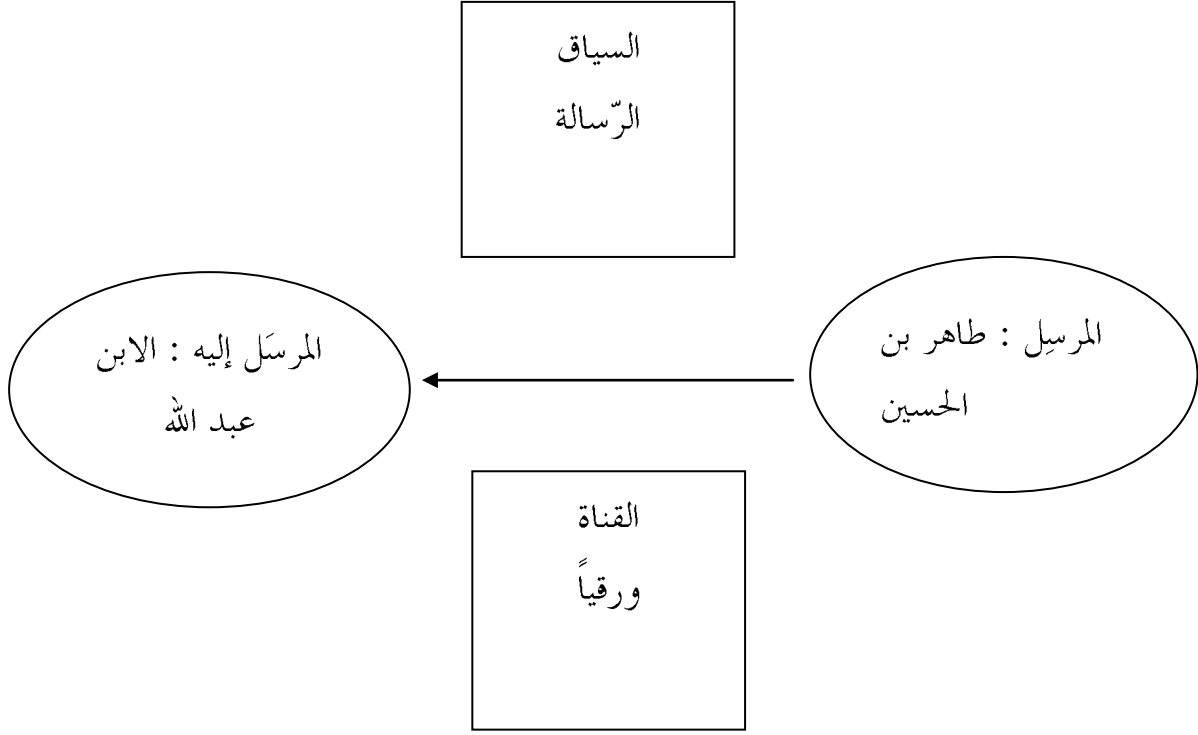 السياق
الرّسالة
المرسِل : طاهر بن
الحسين
المرسَل إليه : الابن
عبد الله
القناة
ورقياً